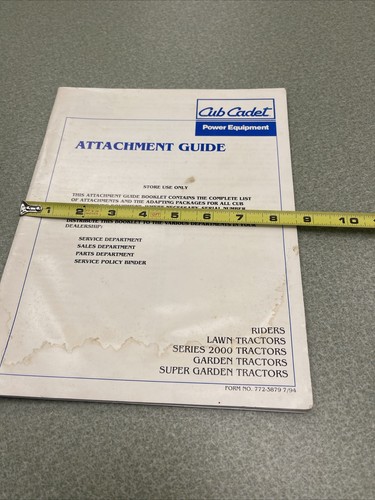 Cub Cadet
Power Equipment
ATTACHMENT GUIDE
STORE USE ONLY
THIS ATTACHMENT GUIDE BOOKLET CONTAINS THE COMPLETE LIST
OF ATTACHMENTS AND THE ADAPTING PACKAGES FOR ALL CUB
1 2 3 4 5 6 7 8 9 10
DISTRIBUTE THIS BOOKLET TO THE VARIOUS DEPARTMENTS IN YOUR
DEALERSHIP:
SERVICE DEPARTMENT
SALES DEPARTMENT
PARTS DEPARTMENT
SERVICE POLICY BINDER
RIDERS
LAWN TRACTORS
SERIES 2000 TRACTORS
GARDEN TRACTORS
SUPER GARDEN TRACTORS
FORM NO. 772-3879 7/94